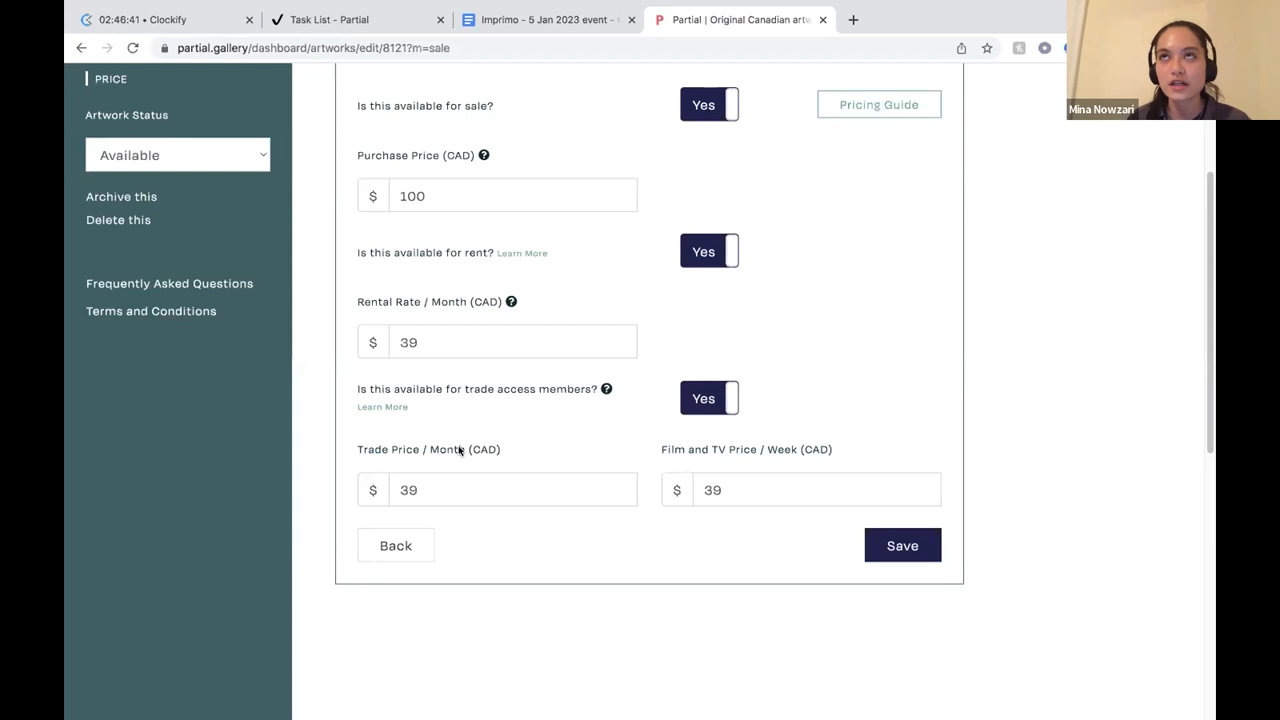 02:46:41 • Clockify
Task List - Partial
Imprimo - 5 Jan 2023 event -
Partial | Original Canadian artw
partial.gallery/dashboard/artworks/edit/8121?m=sale
Mina Nowzari
PRICE
Artwork Status
Available
Archive this
Delete this
Frequently Asked Questions
Terms and Conditions
Is this available for sale?
Yes
Pricing Guide
Purchase Price (CAD) ?
$ 100
Is this available for rent? Learn More
Yes
Rental Rate / Month (CAD) ?
$ 39
Is this available for trade access members? ?
Learn More
Yes
Trade Price / Month (CAD)
Film and TV Price / Week (CAD)
$ 39
$ 39
Back
Save